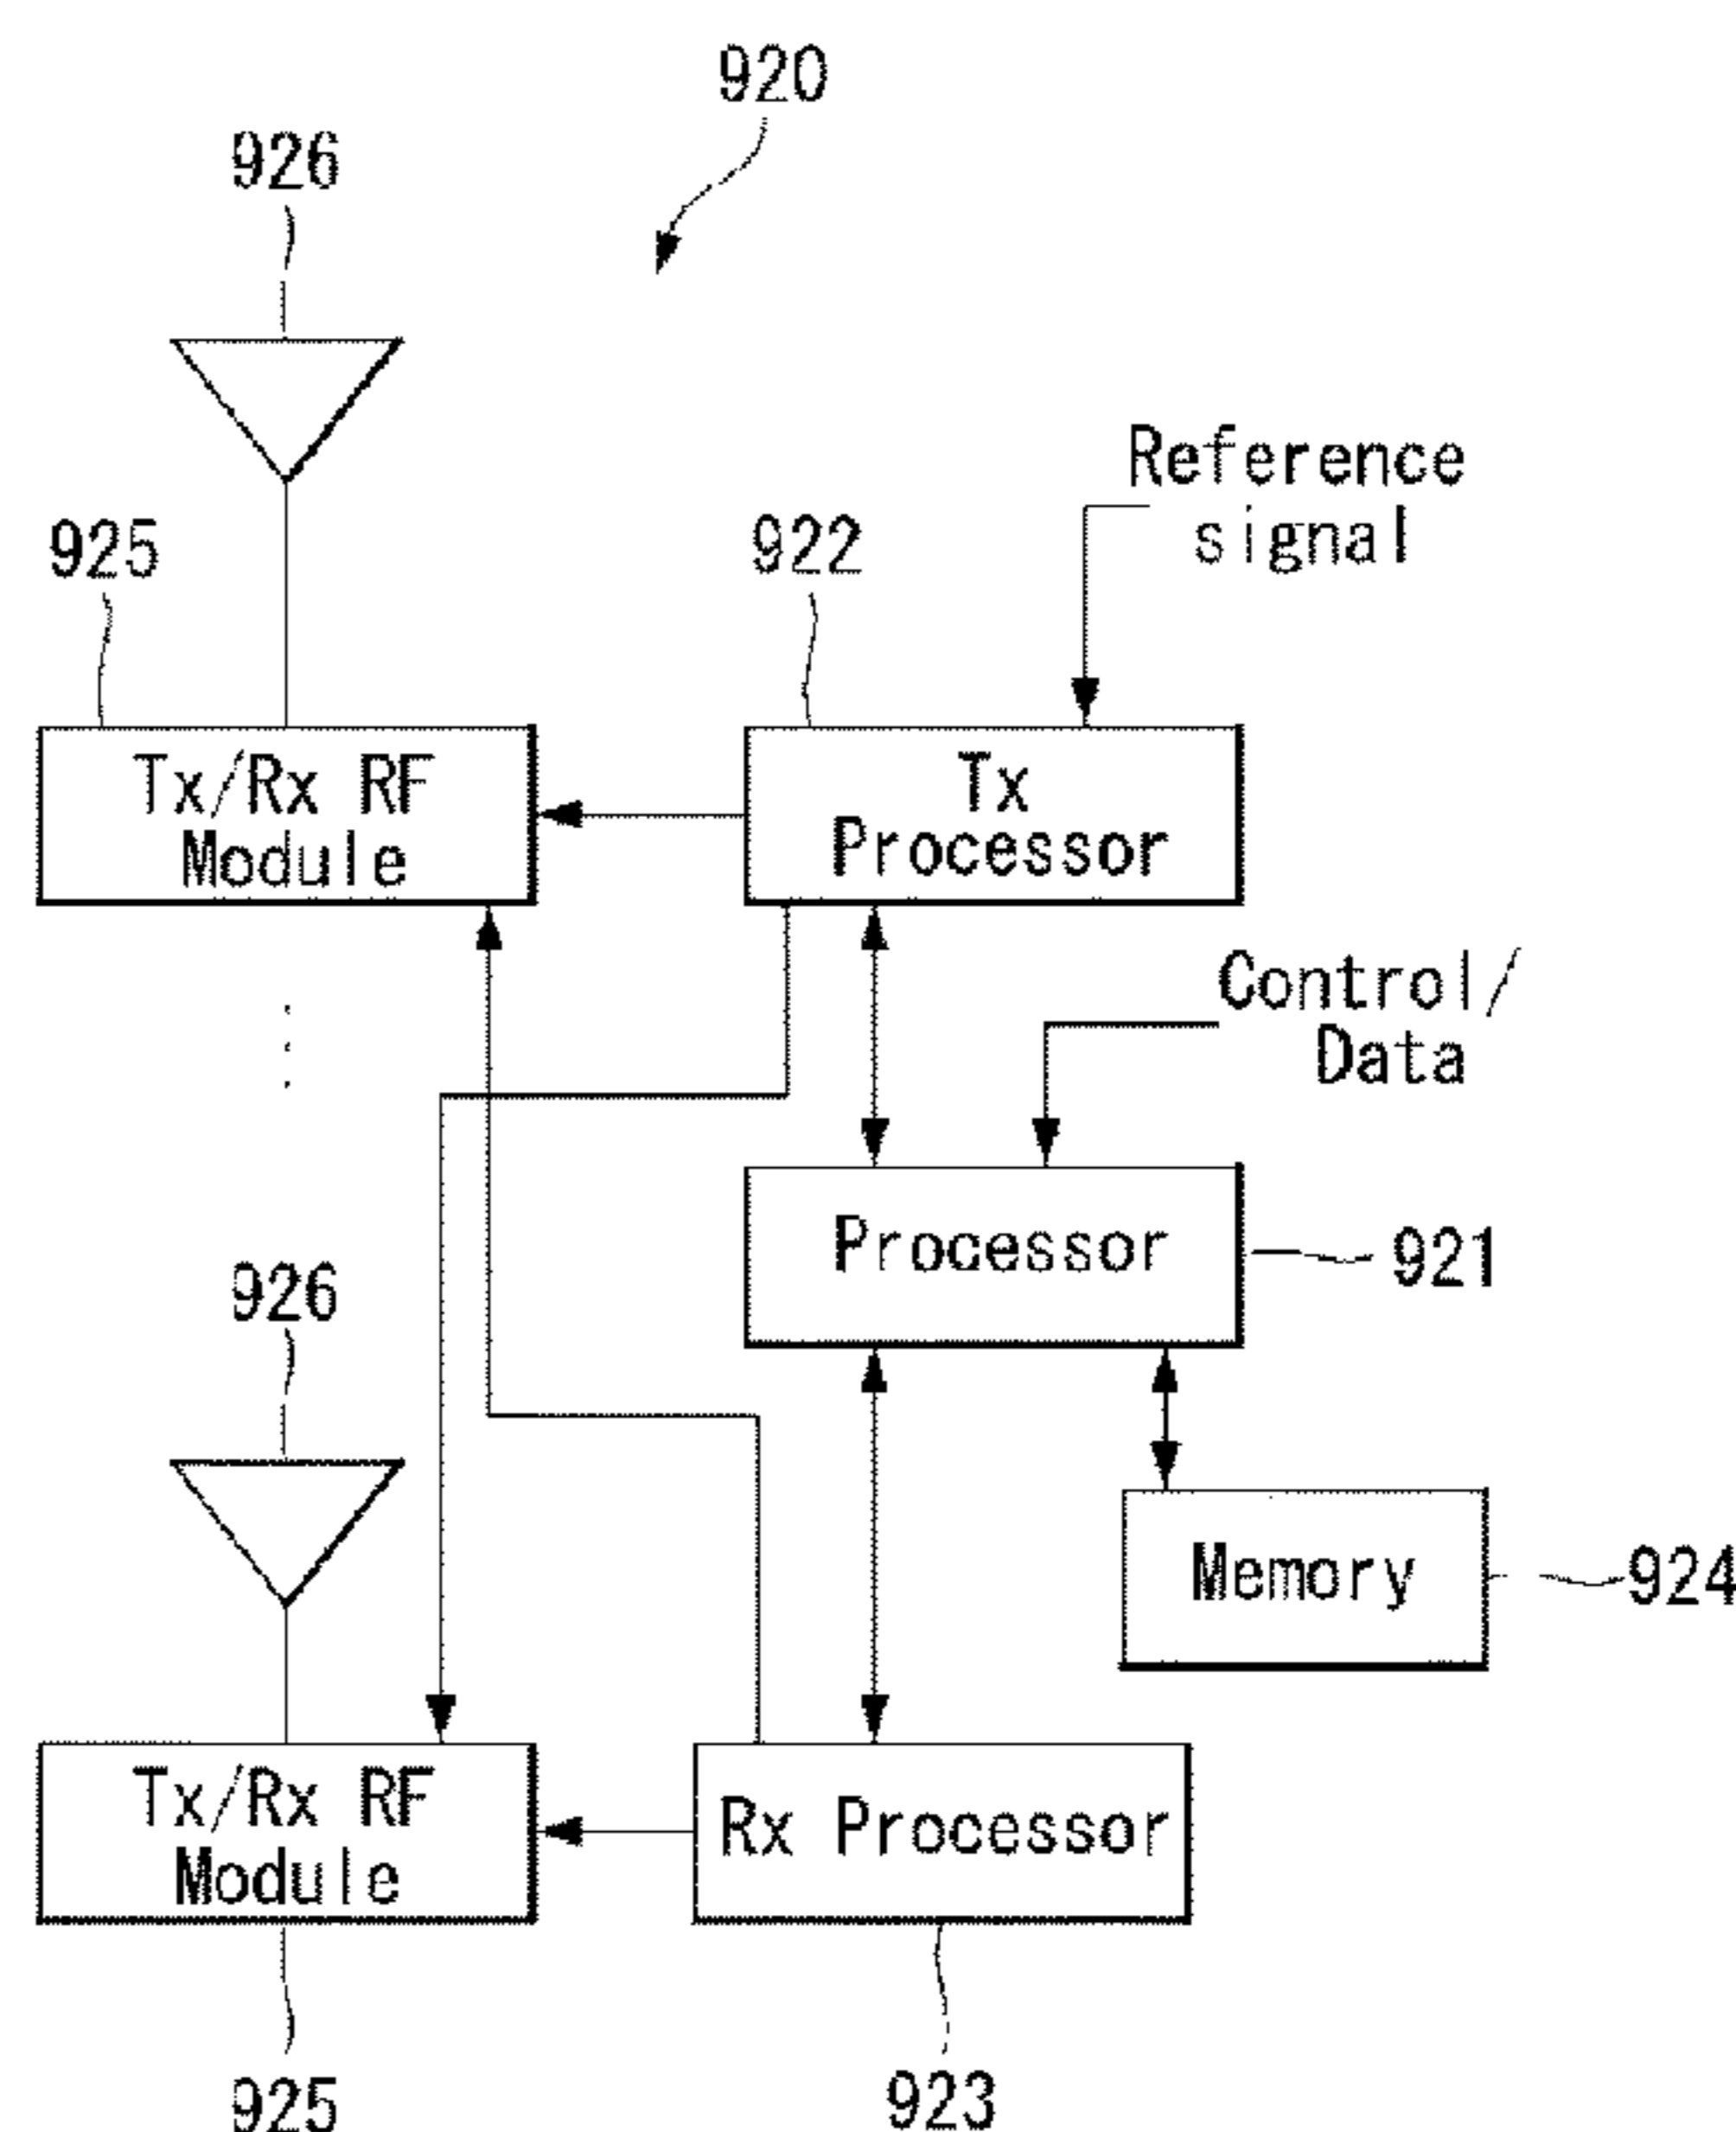 920
926
Reference
signal
925
922
Tx/Rx RF
Module
Tx
Processor
Control/
Data
Processor
921
926
Memory
924
Tx/Rx RF
Module
Rx Processor
925
923